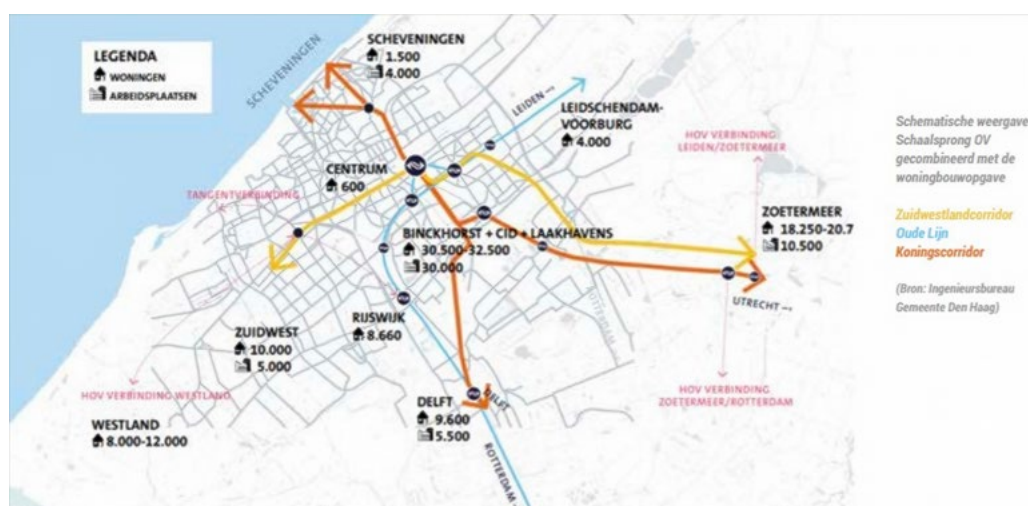 LEGENDA
WONINGEN
ARBEIDSPLAATSEN
SCHEVENINGEN
SCHEVENINGEN
1.500
4.000
LEIDEN
LEIDSCHENDAM-
VOORBURG
4.000
HOV VERBINDING
LEIDEN/ZOETERMEER
CENTRUM
600
TANGENTVERBINDING
BINCKHORST + CID + LAAKHAVENS
30.500-32.500
30.000
ZOETERMEER
18.250-20.7
10.500
UTRECHT
ROTTERDAM
RIJSWIJK
8.660
ZUIDWEST
10.000
5.000
HOV VERBINDING WESTLAND
WESTLAND
8.000-12.000
DELFT
9.600
5.500
DELFT
ROTTERDAM
HOV VERBINDING
ZOETERMEER/ROTTERDAM
Schematische weergave
Schaalsprong OV
gecombineerd met de
woningbouwopgave
Zuidwestlandcorridor
Oude Lijn
Koningscorridor
(Bron: Ingenieursbureau
Gemeente Den Haag)